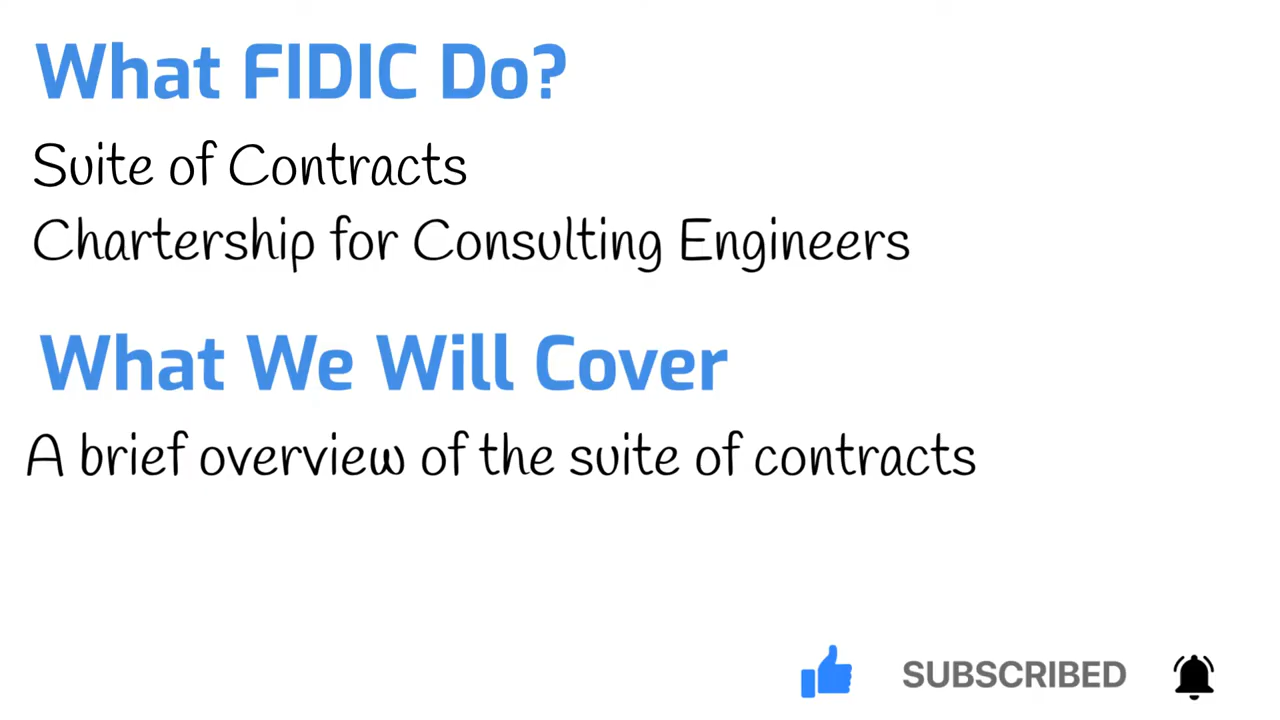 What FIDIC Do?
Suite of Contracts
Chartership for Consulting Engineers
What We Will Cover
A brief overview of the suite of contracts
SUBSCRIBED